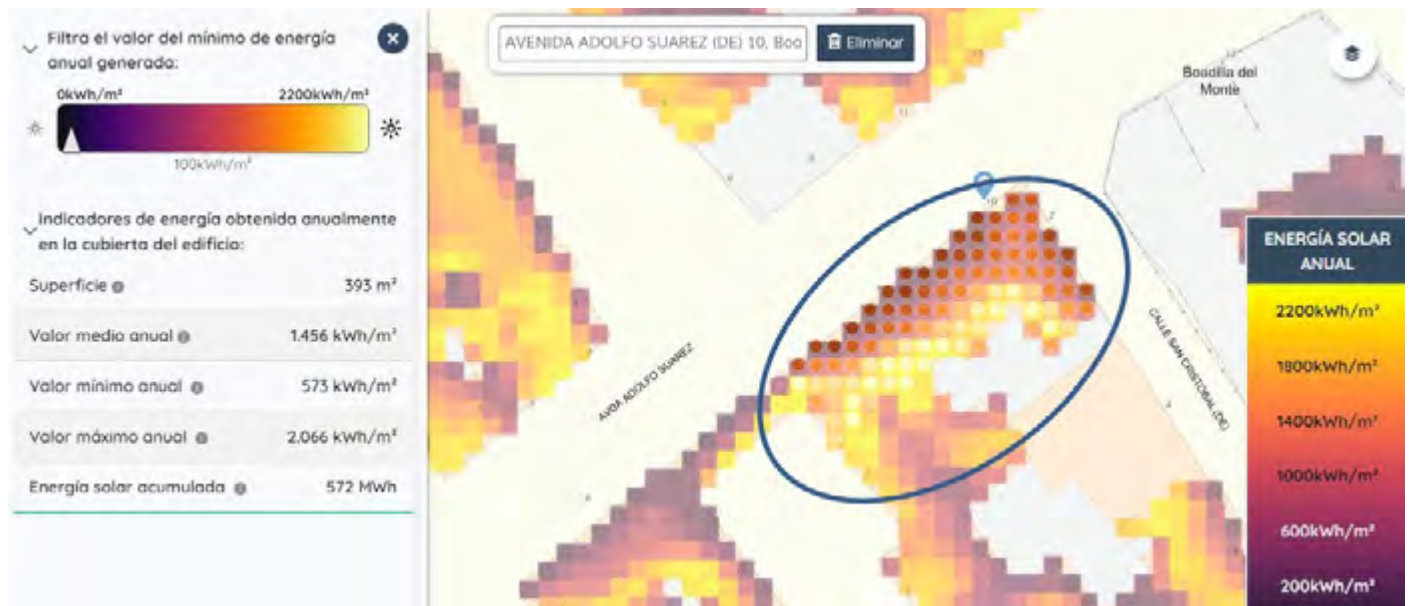 Filtra el valor del mínimo de energía
anual generada:
0kWh/m²
2200kWh/m²
100kWh/m²
Indicadores de energía obtenida anualmente
en la cubierta del edificio:
Superficie
393 m²
Valor medio anual
1.456 kWh/m²
Valor mínimo anual
573 kWh/m²
Valor máximo anual
2.066 kWh/m²
Energía solar acumulada
572 MWh
AVENIDA ADOLFO SUAREZ (DE) 10, Boa
Eliminar
Boadilla del
Monte
AVDA ADOLFO SUAREZ
CALLE SAN CRISTOBAL (DE)
ENERGÍA SOLAR
ANUAL
2200kWh/m²
1800kWh/m²
1400kWh/m²
1000kWh/m²
600kWh/m²
200kWh/m²